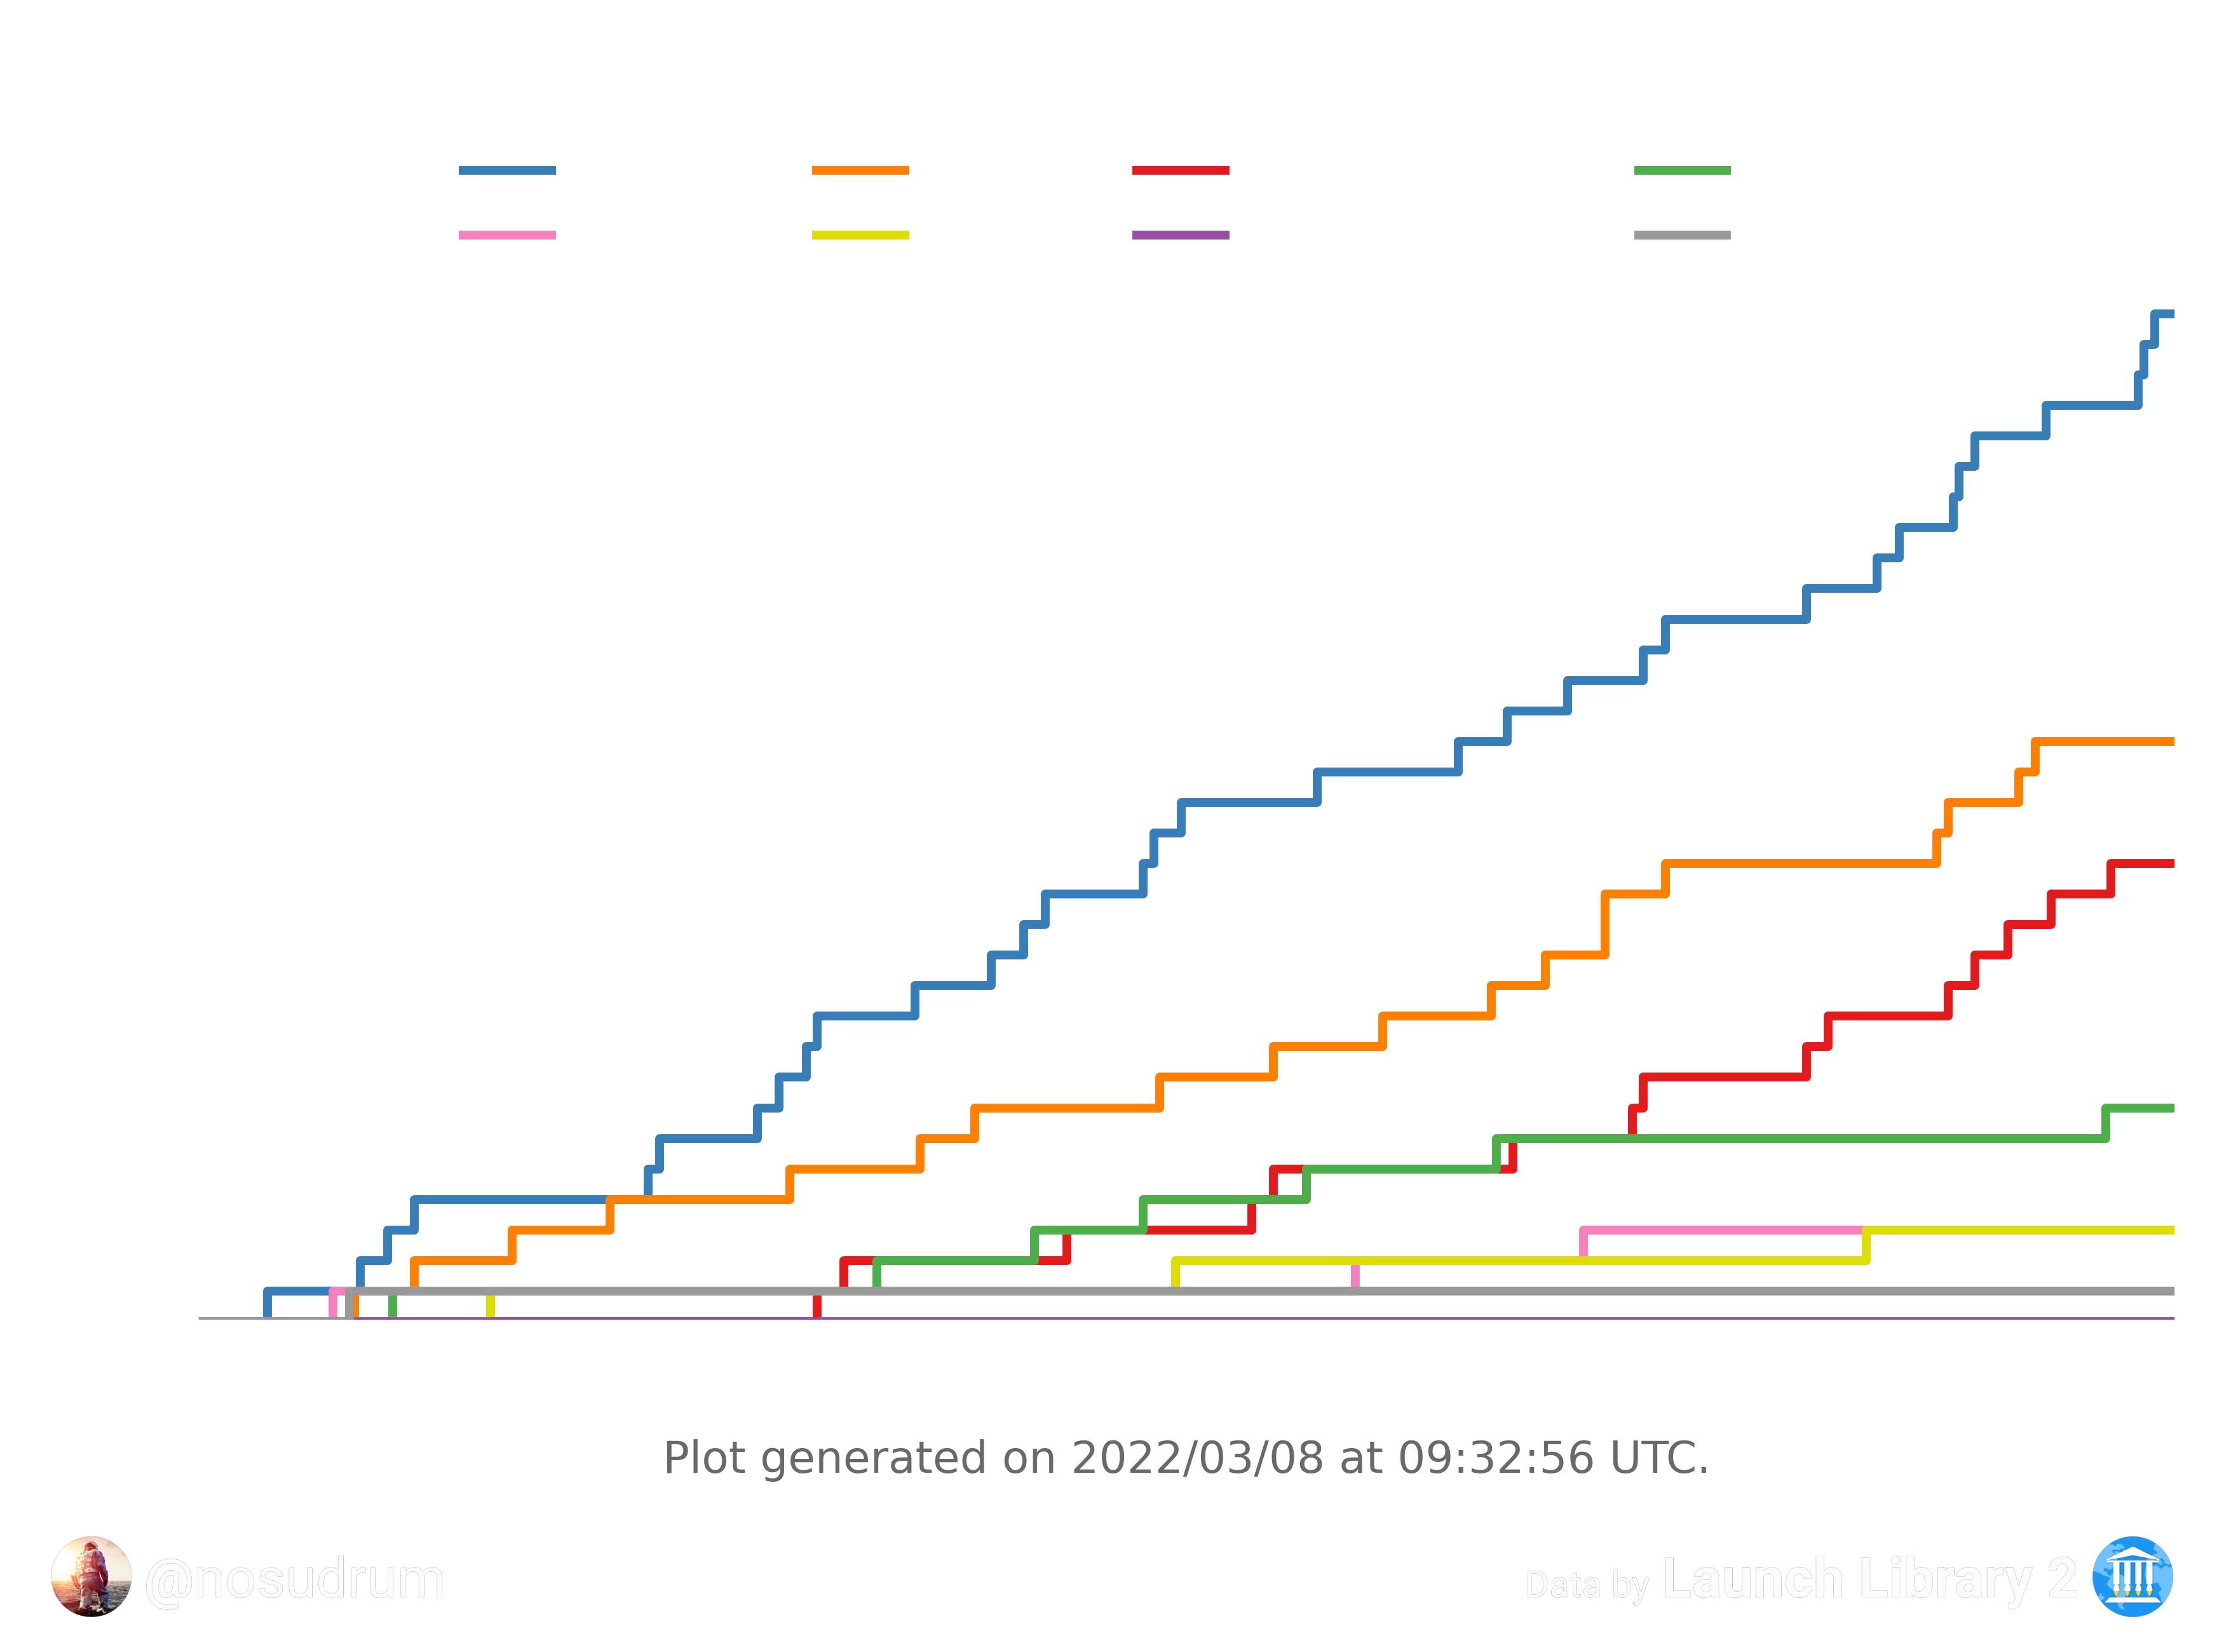 Plot generated on 2022/03/08 at 09:32:56 UTC.
@nosudrum
Data by Launch Library 2